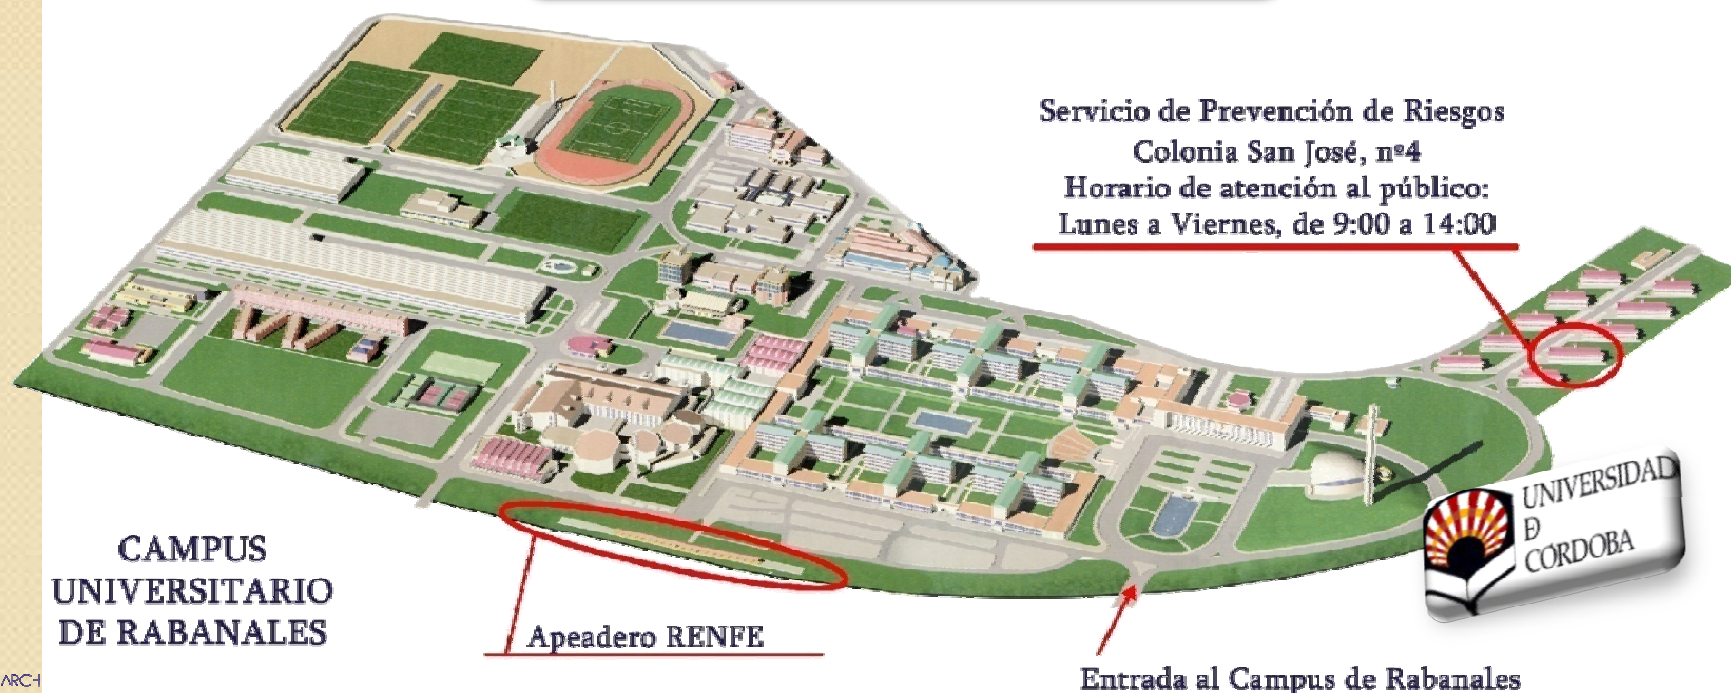 Servicio de Prevención de Riesgos
Colonia San José, nº4
Horario de atención al público:
Lunes a Viernes, de 9:00 a 14:00
UNIVERSIDAD
Ð
CÓRDOBA
CAMPUS
UNIVERSITARIO
DE RABANALES
Apeadero RENFE
Entrada al Campus de Rabanales